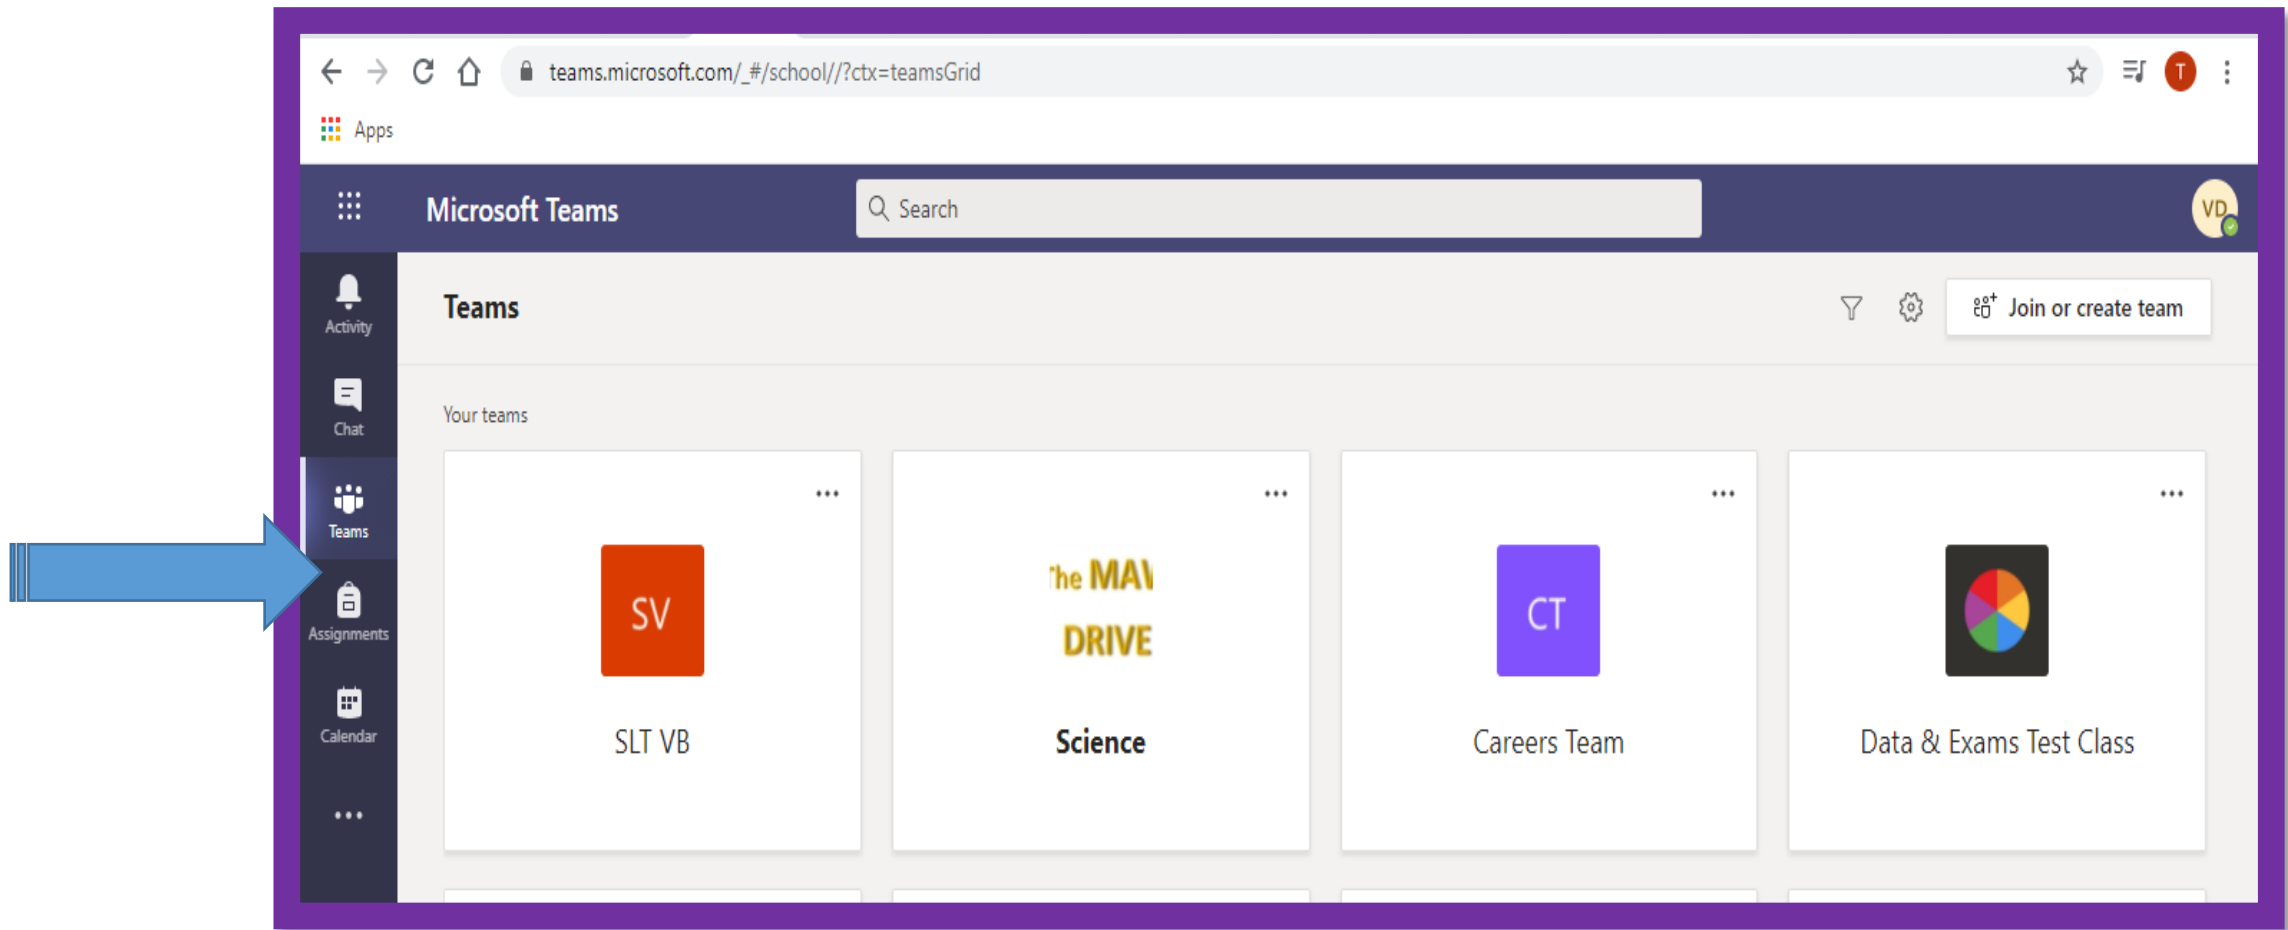 teams.microsoft.com/_#/school//?ctx=teamsGrid
T
Apps
Microsoft Teams
Search
VD
Activity
Chat
Teams
Assignments
Calendar
Teams
Join or create team
Your teams
SV
SLT VB
The MAV
DRIVE
Science
CT
Careers Team
Data & Exams Test Class